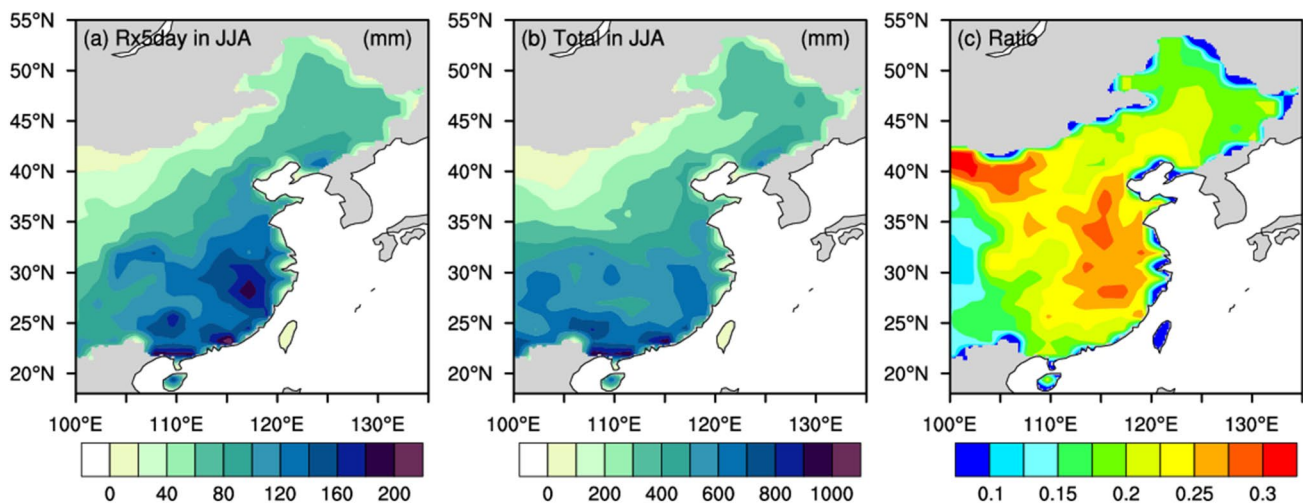 (a) Rx5day in JJA (mm)
55°N
50°N
45°N
40°N
35°N
30°N
25°N
20°N
100°E 110°E 120°E 130°E
0 40 80 120 160 200
(b) Total in JJA (mm)
55°N
50°N
45°N
40°N
35°N
30°N
25°N
20°N
100°E 110°E 120°E 130°E
0 200 400 600 800 1000
(c) Ratio
55°N
50°N
45°N
40°N
35°N
30°N
25°N
20°N
100°E 110°E 120°E 130°E
0.1 0.15 0.2 0.25 0.3